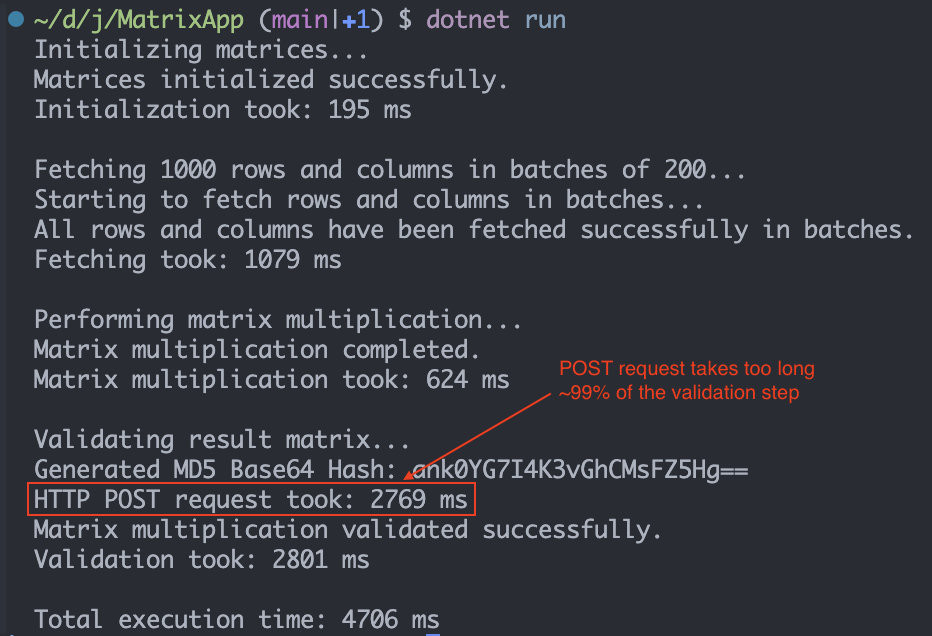 ~/d/j/MatrixApp (main|+1) $ dotnet run
Initializing matrices...
Matrices initialized successfully.
Initialization took: 195 ms
Fetching 1000 rows and columns in batches of 200...
Starting to fetch rows and columns in batches...
All rows and columns have been fetched successfully in batches.
Fetching took: 1079 ms
Performing matrix multiplication...
Matrix multiplication completed.
Matrix multiplication took: 624 ms
POST request takes too long
~99% of the validation step
Validating result matrix...
Generated MD5 Base64 Hash: ank0YG7I4K3vGhCMsFZ5Hg==
HTTP POST request took: 2769 ms
Matrix multiplication validated successfully.
Validation took: 2801 ms
Total execution time: 4706 ms